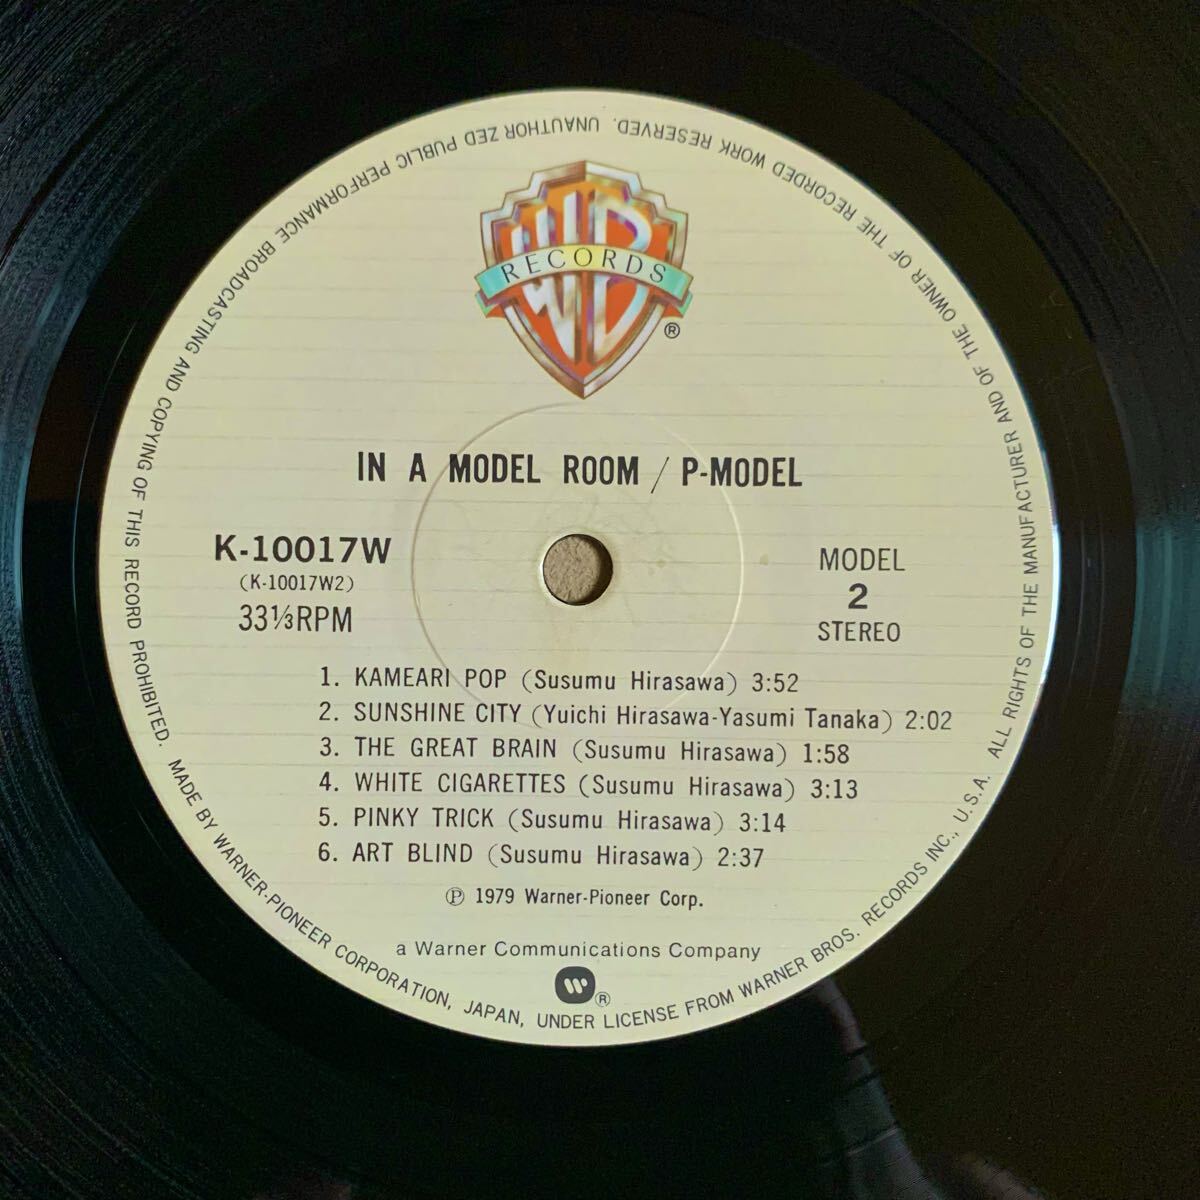 WB
RECORDS
®
IN A MODEL ROOM / P-MODEL
K-10017W
(K-10017W2)
33⅓RPM
MODEL
2
STEREO
1. KAMEARI POP (Susumu Hirasawa) 3:52
2. SUNSHINE CITY (Yuichi Hirasawa-Yasumi Tanaka) 2:02
3. THE GREAT BRAIN (Susumu Hirasawa) 1:58
4. WHITE CIGARETTES (Susumu Hirasawa) 3:13
5. PINKY TRICK (Susumu Hirasawa) 3:14
6. ART BLIND (Susumu Hirasawa) 2:37
℗ 1979 Warner-Pioneer Corp.
a Warner Communications Company
®
MADE BY WARNER-PIONEER CORPORATION, JAPAN, UNDER LICENSE FROM WARNER BROS. RECORDS INC., U.S.A. ALL RIGHTS OF THE MANUFACTURER AND OF THE OWNER OF THE RECORDED WORK RESERVED. UNAUTHOR ZED PUBLIC PERFORMANCE BROADCASTING AND COPYING OF THIS RECORD PROHIBITED.